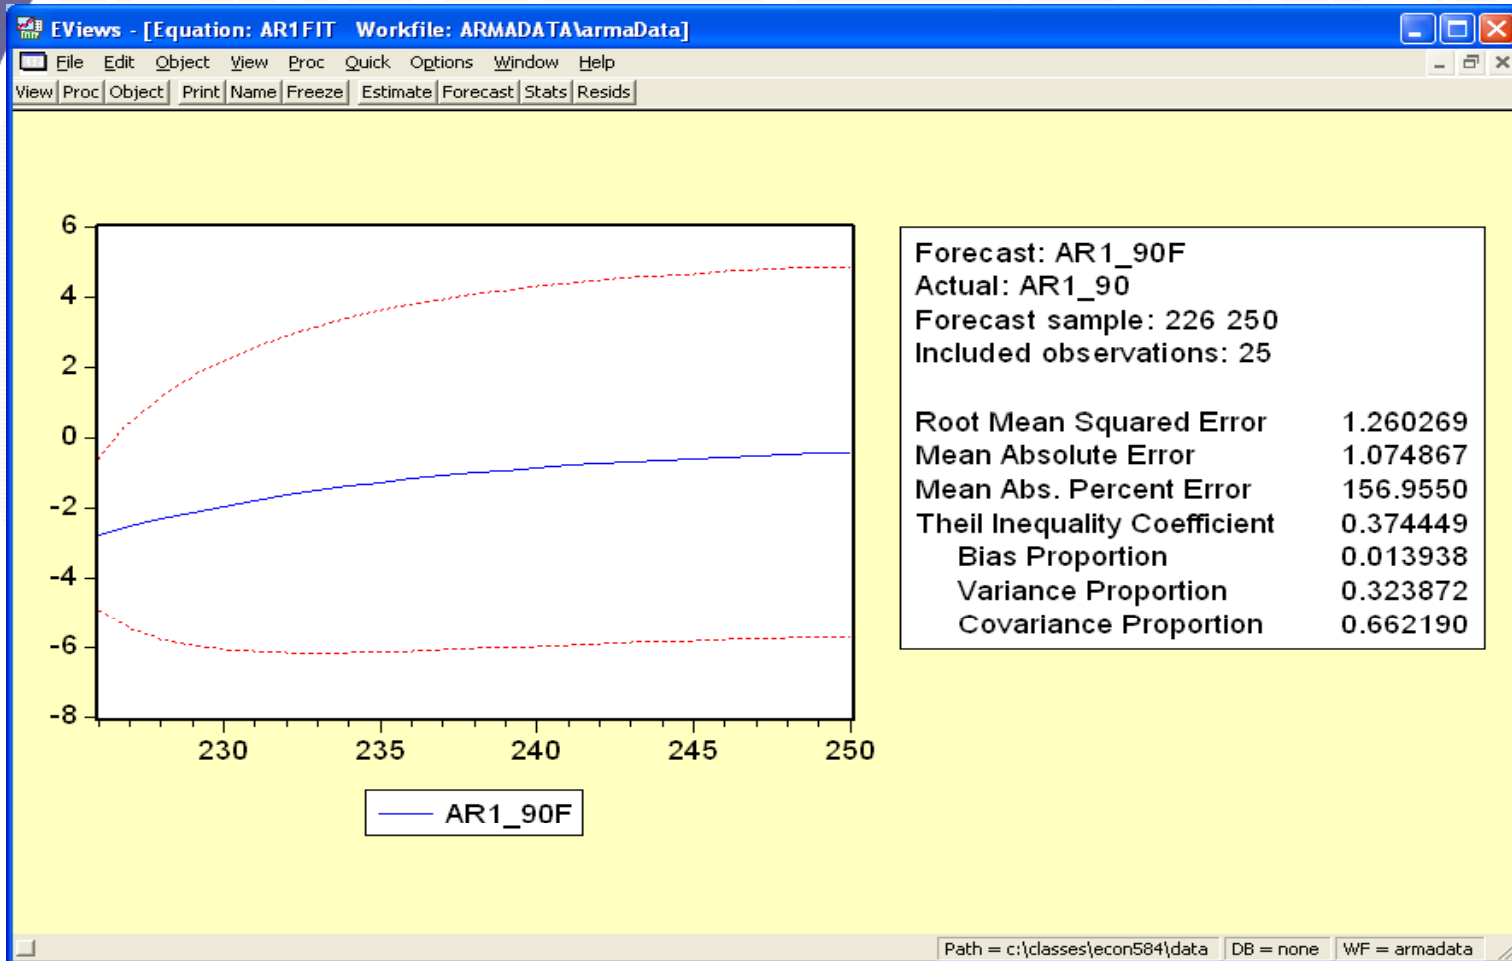 EViews - [Equation: AR1FIT   Workfile: ARMADATA\armaData]
File Edit Object View Proc Quick Options Window Help
View Proc Object Print Name Freeze Estimate Forecast Stats Resids
6
4
2
0
-2
-4
-6
-8
230 235 240 245 250
AR1_90F
Forecast: AR1_90F
Actual: AR1_90
Forecast sample: 226 250
Included observations: 25
Root Mean Squared Error 1.260269
Mean Absolute Error 1.074867
Mean Abs. Percent Error 156.9550
Theil Inequality Coefficient 0.374449
Bias Proportion 0.013938
Variance Proportion 0.323872
Covariance Proportion 0.662190
Path = c:\classes\econ584\data DB = none WF = armadata